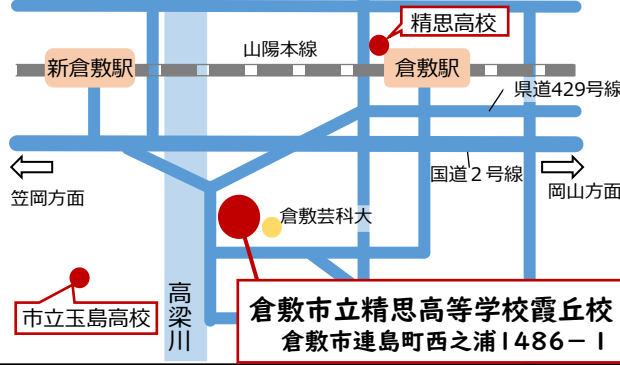 精思高校
山陽本線
新倉敷駅
倉敷駅
県道429号線
国道２号線
笠岡方面
岡山方面
倉敷芸科大
高梁川
市立玉島高校
倉敷市立精思高等学校霞丘校
倉敷市連島町西之浦1486－1